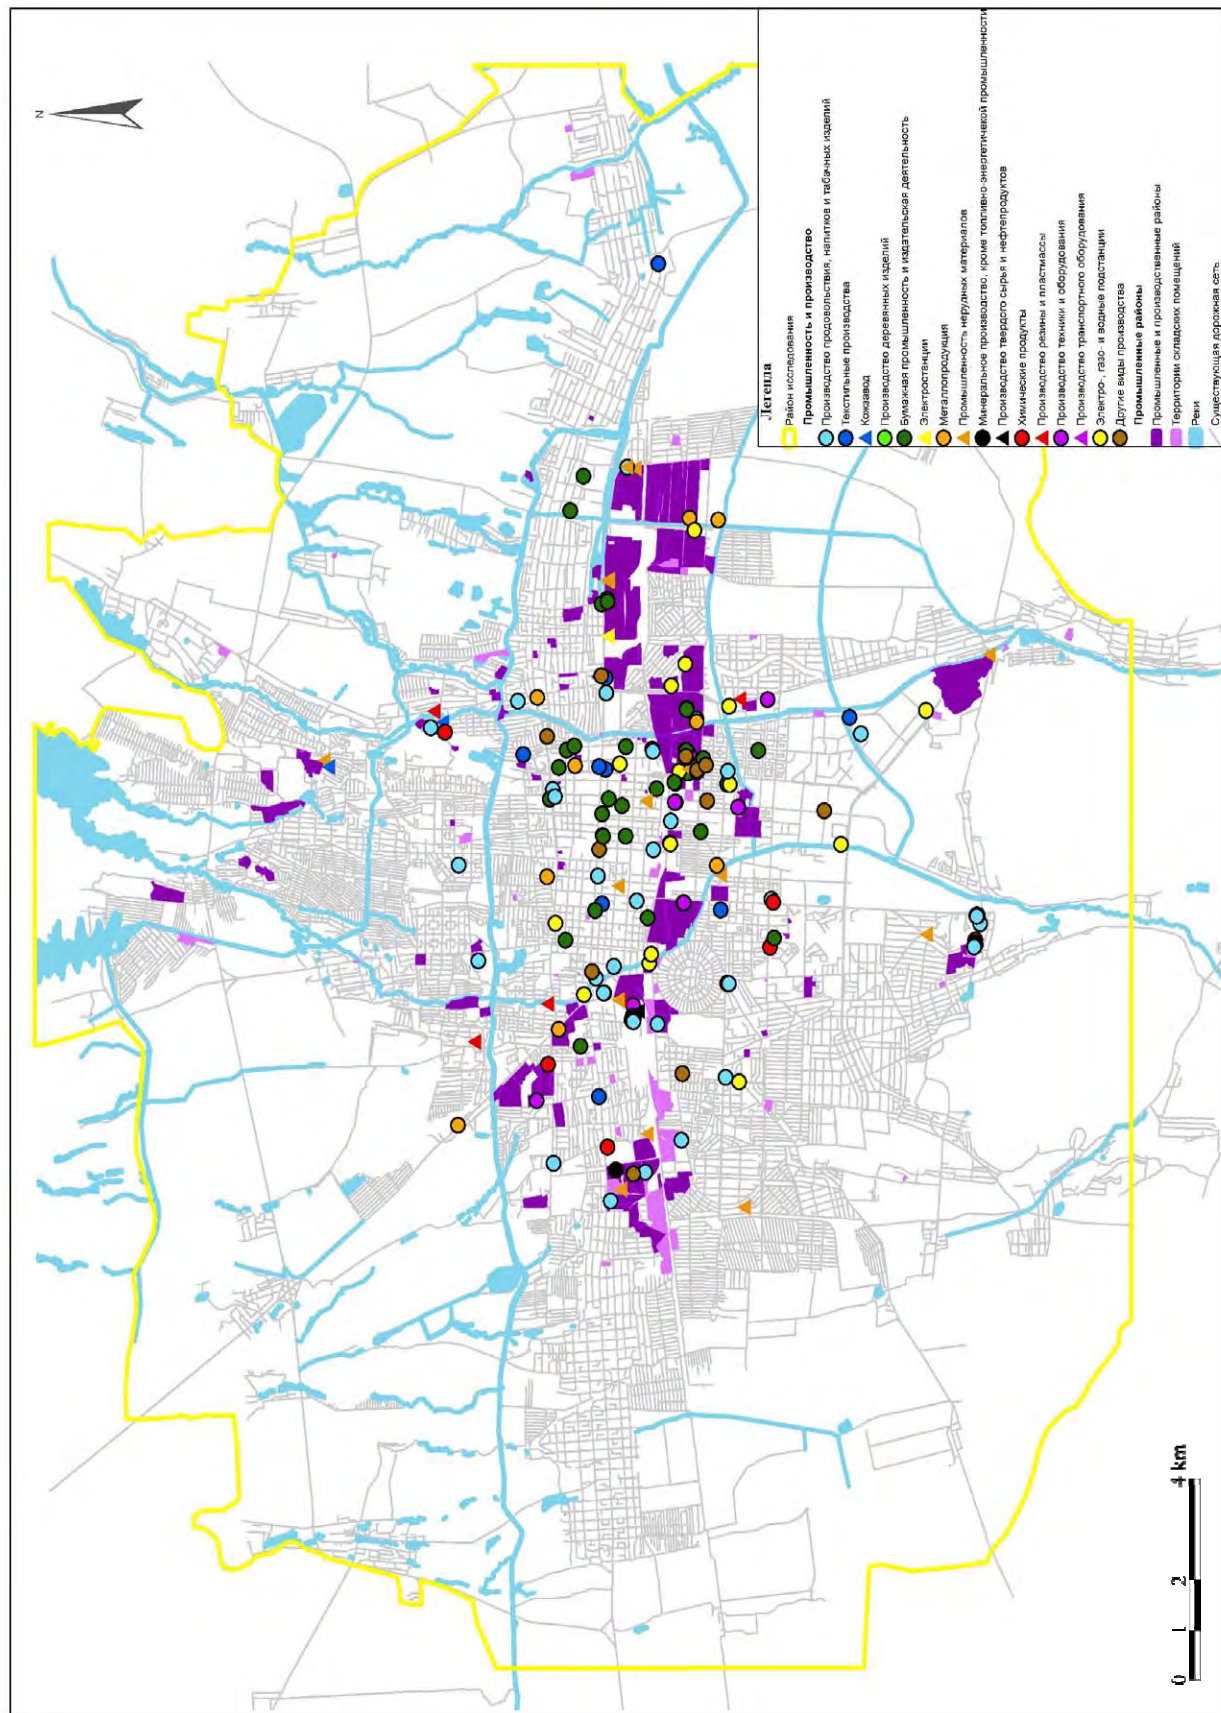 N
Легенда
Район исследования
Промышленность и производство
Производство продовольствия, напитков и табачных изделий
Текстильные производства
Кожзавод
Производство деревянных изделий
Бумажная промышленность и издательская деятельность
Электростанции
Металопродукция
Промышленность нерудных материалов
Минеральное производство, кроме топливно-энергетической промышленности
Производство твердого сырья и нефтепродуктов
Химические продукты
Производство резины и пластмассы
Производство техники и оборудования
Производство транспортного оборудования
Электро-, газо- и водные подстанции
Другие виды производства
Промышленные районы
Промышленные и производственные районы
Территории складских помещений
Реки
Существующая дорожная сеть
0 1 2 4 km